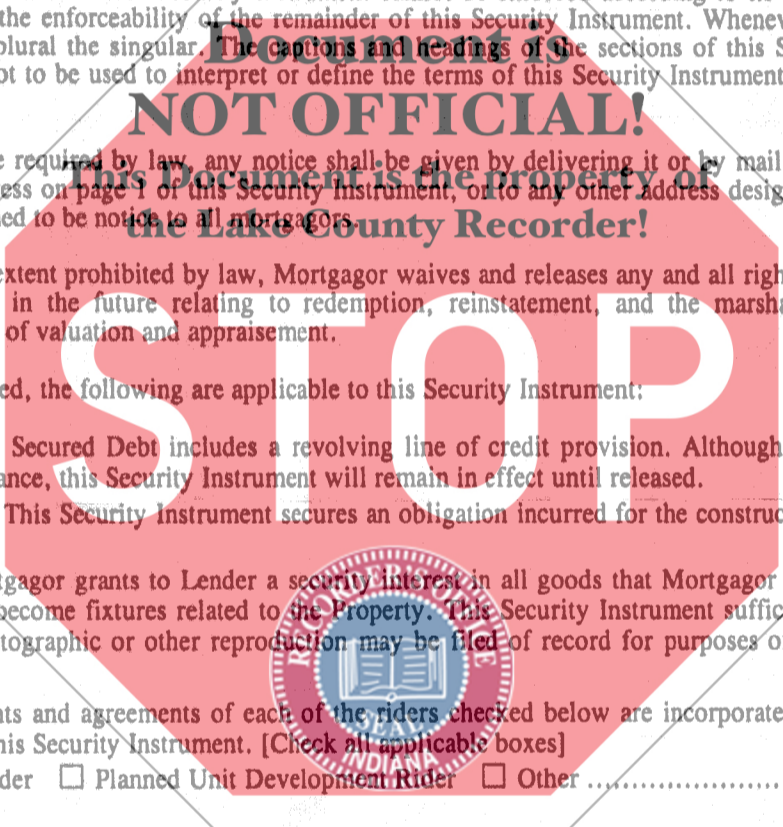 the enforceability of the remainder of this Security Instrument. Whene
plural the singular. The captions and headings of the sections of this S
ot to be used to interpret or define the terms of this Security Instrument
Document is
NOT OFFICIAL!
This Document is the property of
the Lake County Recorder!
e required by law, any notice shall be given by delivering it or by mail
ess on page 1 of this Security Instrument, or to any other address desig
ed to be notice to all mortgagors.
extent prohibited by law, Mortgagor waives and releases any and all righ
in the future relating to redemption, reinstatement, and the marsha
of valuation and appraisement.
STOP
ed, the following are applicable to this Security Instrument:
Secured Debt includes a revolving line of credit provision. Although
ance, this Security Instrument will remain in effect until released.
This Security Instrument secures an obligation incurred for the construc
tgagor grants to Lender a security interest in all goods that Mortgagor
become fixtures related to the Property. This Security Instrument suffic
tographic or other reproduction may be filed of record for purposes o
RECORDER'S OFFICE
SEAL
INDIANA
nts and agreements of each of the riders checked below are incorporate
his Security Instrument. [Check all applicable boxes]
der ☐ Planned Unit Development Rider ☐ Other ........................